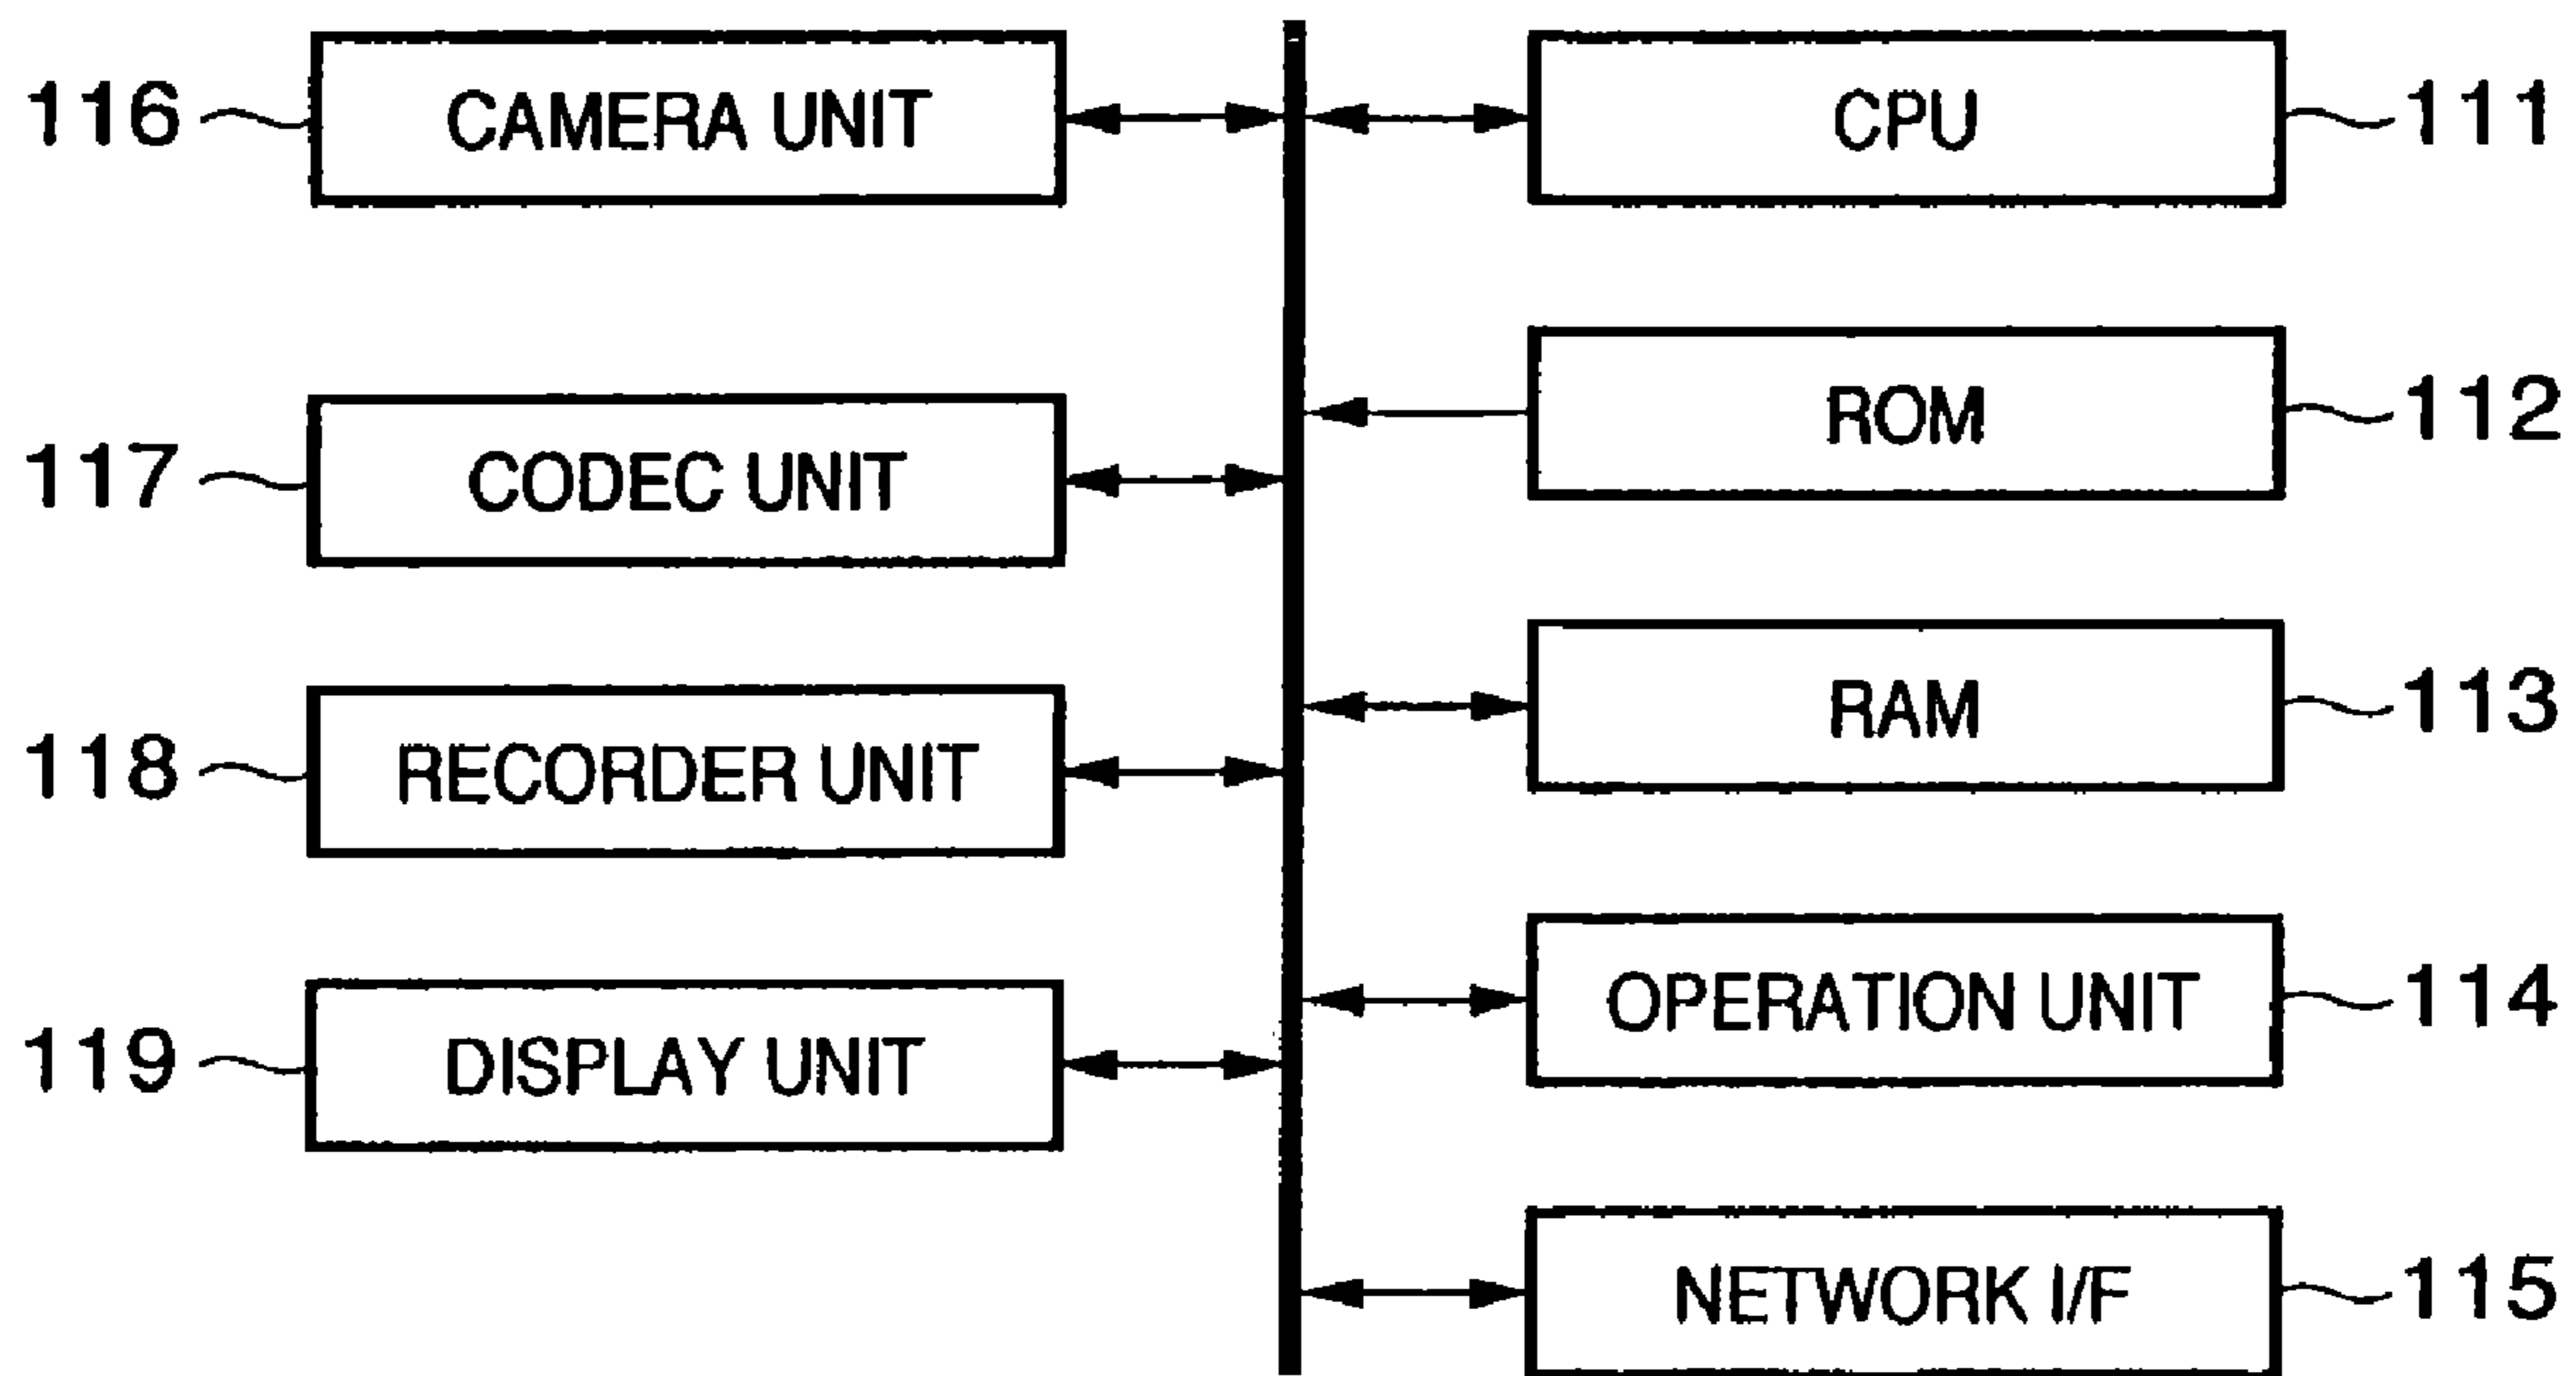 116 CAMERA UNIT
CPU 111
ROM 112
117 CODEC UNIT
RAM 113
118 RECORDER UNIT
OPERATION UNIT 114
119 DISPLAY UNIT
NETWORK I/F 115